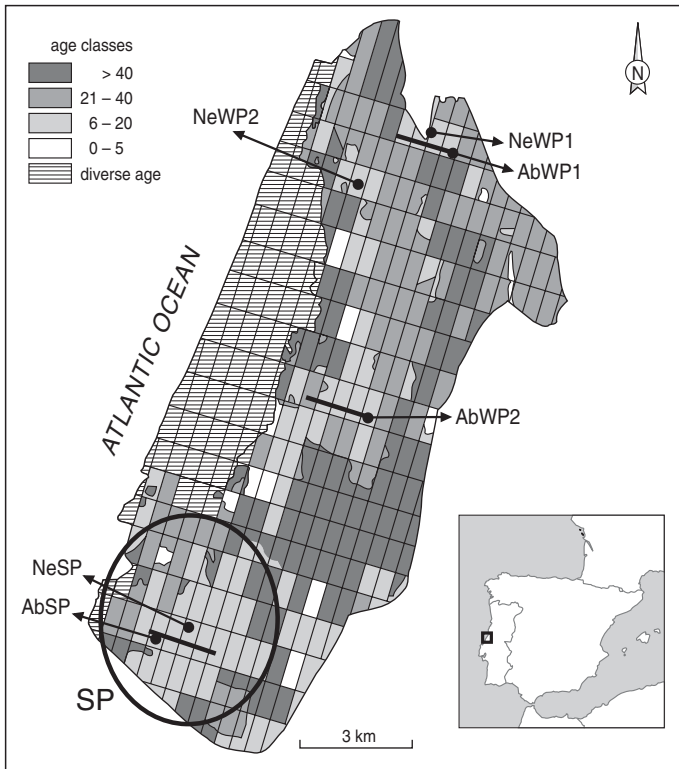 age classes
> 40
21 – 40
6 – 20
0 – 5
diverse age
N
NeWP2
NeWP1
AbWP1
ATLANTIC OCEAN
AbWP2
NeSP
AbSP
SP
3 km